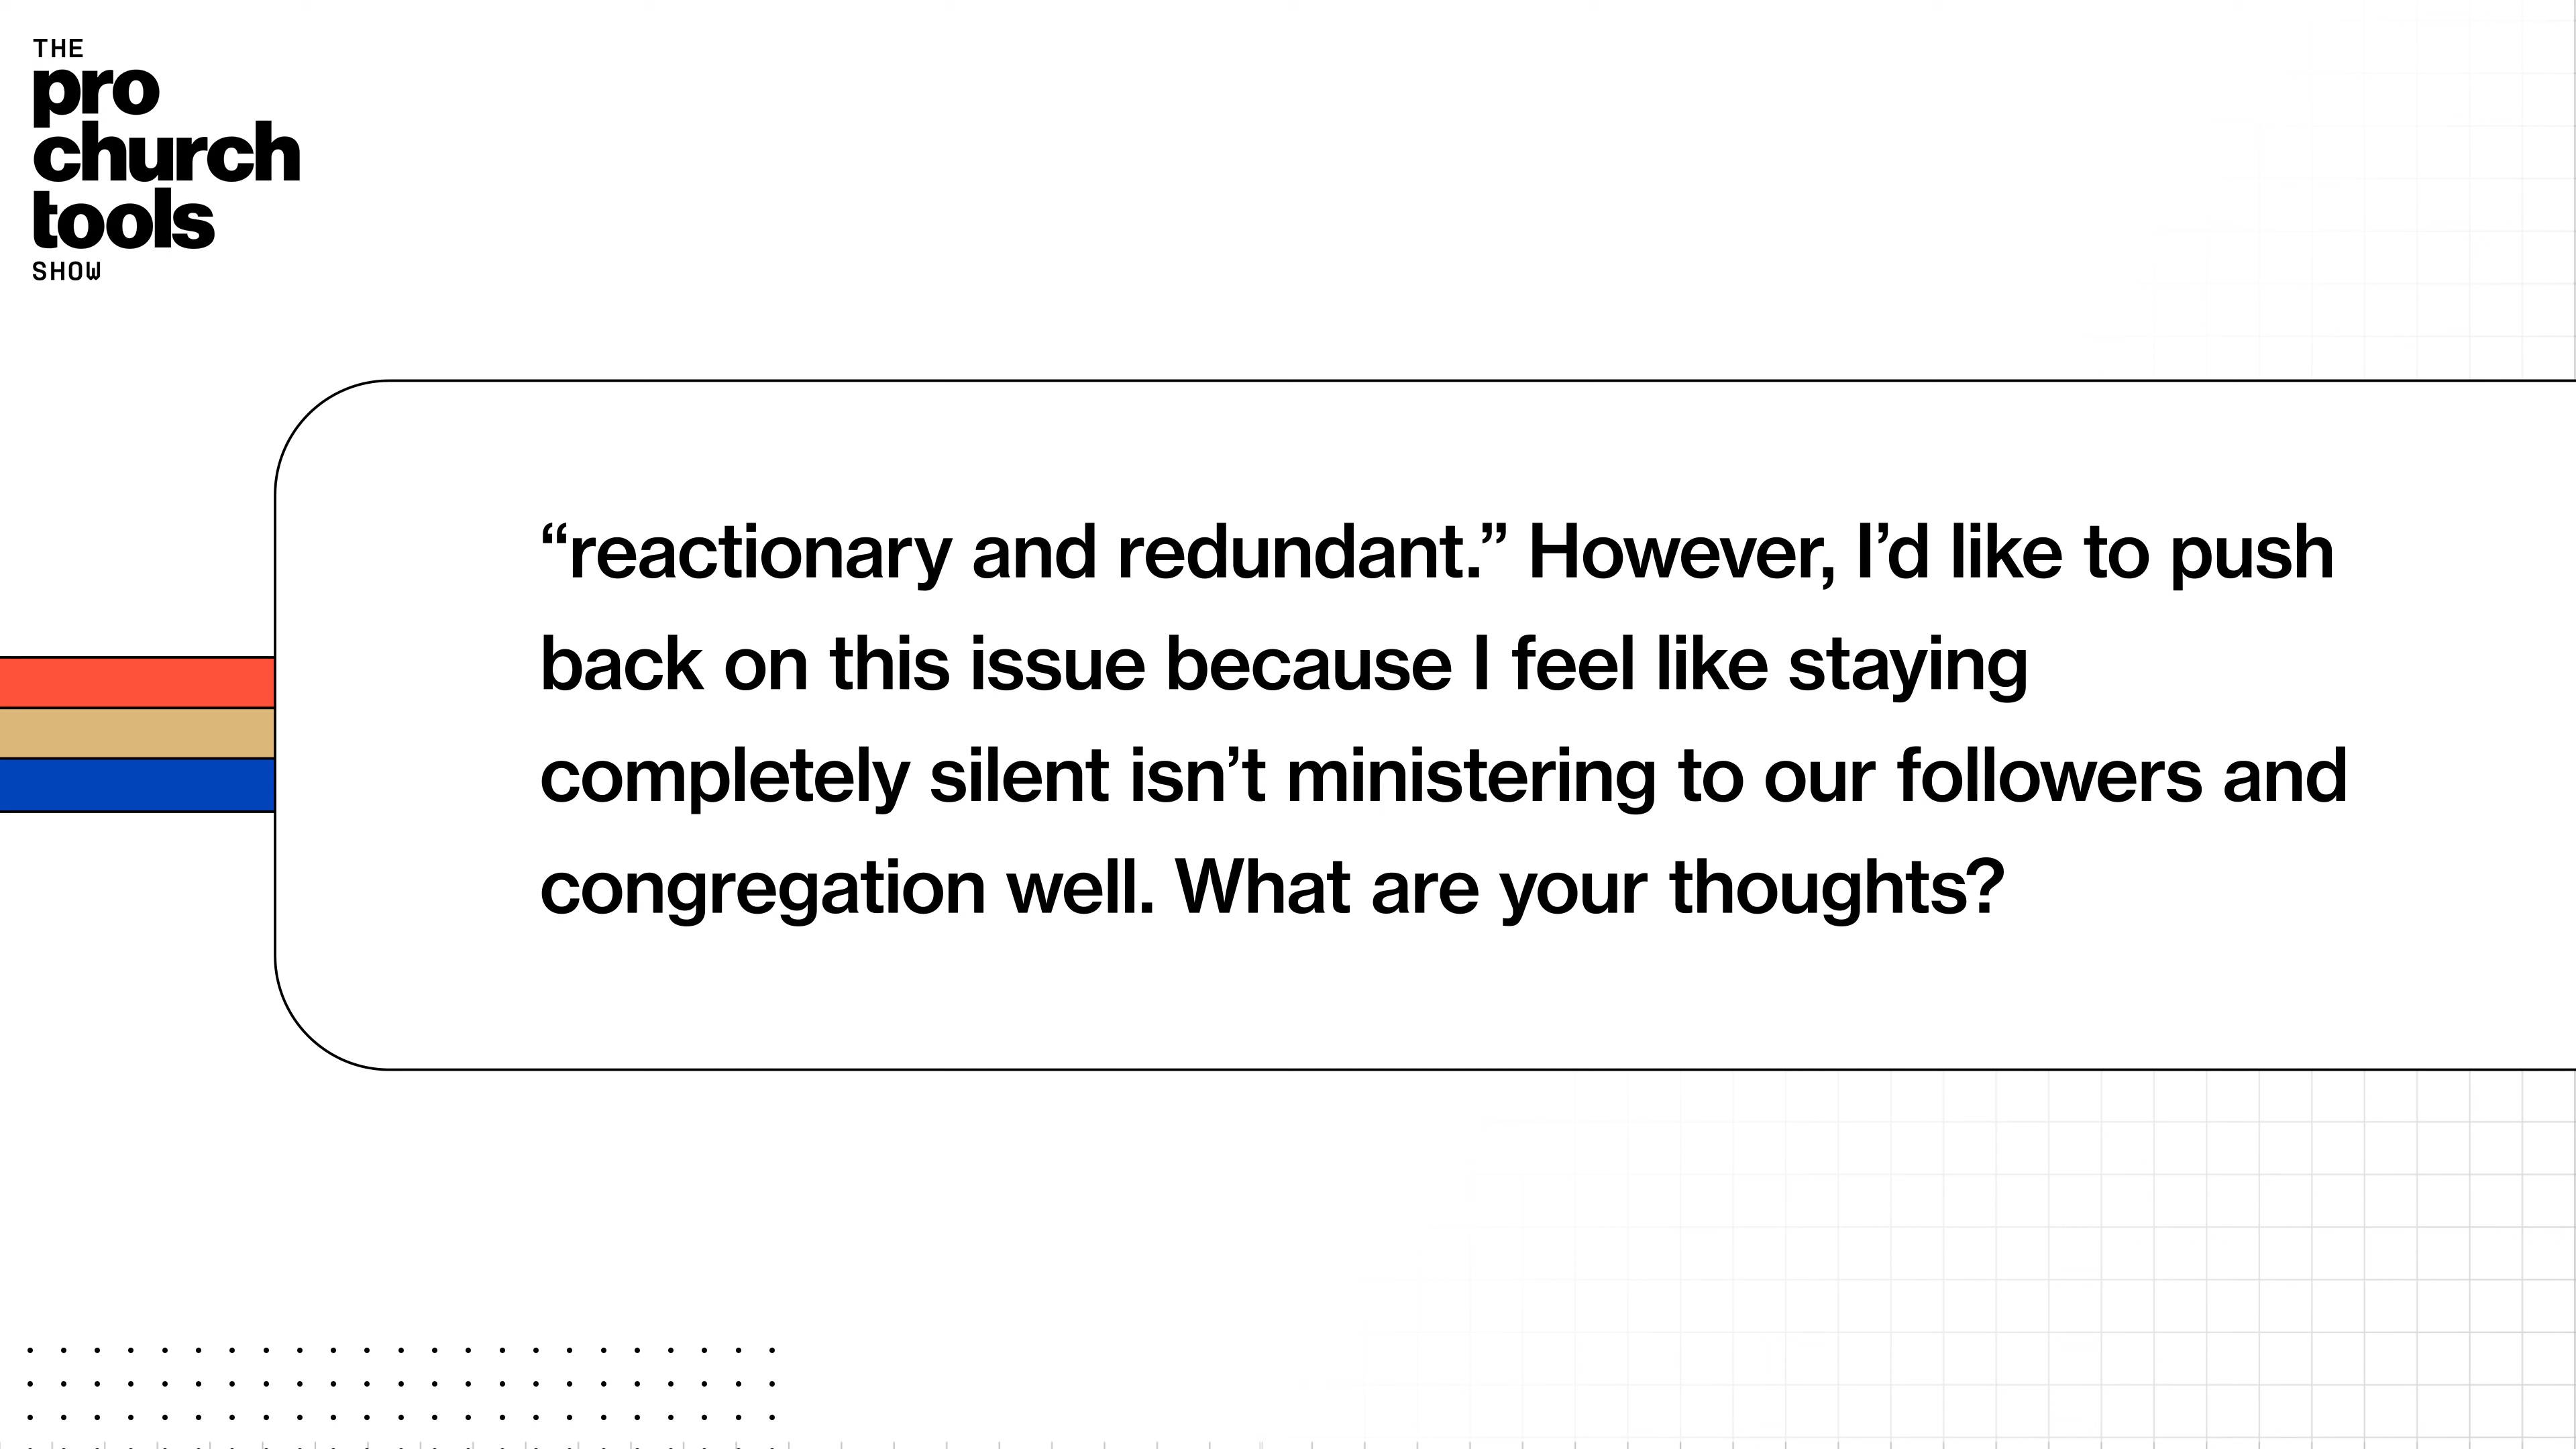 THE
pro
church
tools
SHOW
“reactionary and redundant.” However, I’d like to push
back on this issue because I feel like staying
completely silent isn’t ministering to our followers and
congregation well. What are your thoughts?